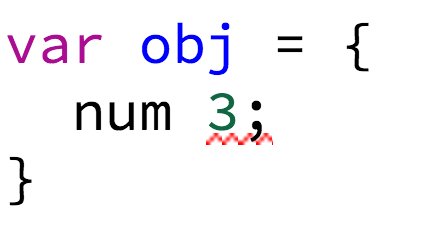 var obj = {
  num 3;
}